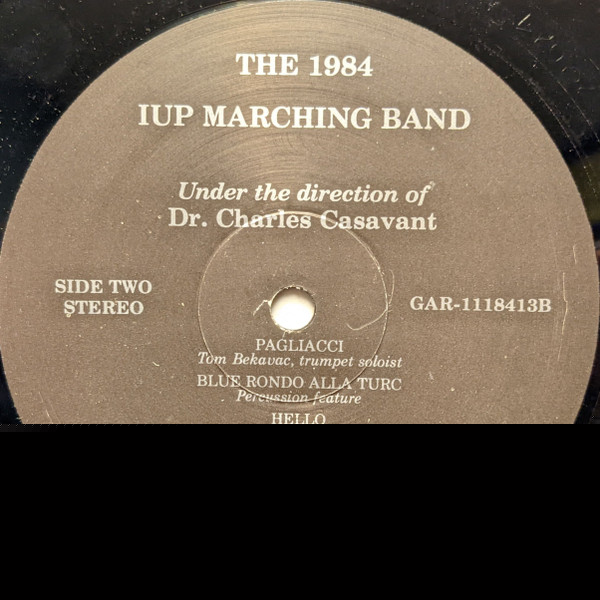 THE 1984
IUP MARCHING BAND
Under the direction of
Dr. Charles Casavant
SIDE TWO
STEREO
GAR-1118413B
PAGLIACCI
Tom Bekavac, trumpet soloist
BLUE RONDO ALLA TURC
Percussion feature
HELLO